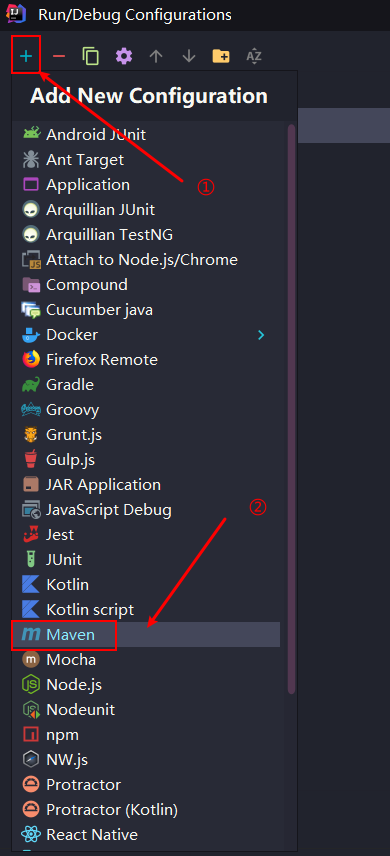 Run/Debug Configurations
Add New Configuration
Android JUnit
Ant Target
Application
①
Arquillian JUnit
Arquillian TestNG
Attach to Node.js/Chrome
Compound
Cucumber java
Docker
Firefox Remote
Gradle
Groovy
Grunt.js
Gulp.js
JAR Application
JavaScript Debug
②
Jest
JUnit
Kotlin
Kotlin script
Maven
Mocha
Node.js
Nodeunit
npm
NW.js
Protractor
Protractor (Kotlin)
React Native